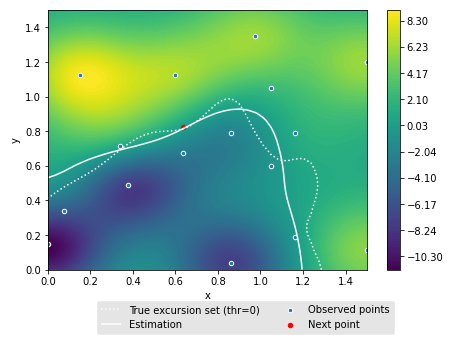 1.4
1.2
1.0
0.8
0.6
0.4
0.2
0.0
y
0.0 0.2 0.4 0.6 0.8 1.0 1.2 1.4
x
8.30
6.23
4.17
2.10
0.03
−2.04
−4.10
−6.17
−8.24
−10.30
True excursion set (thr=0)
Estimation
Observed points
Next point